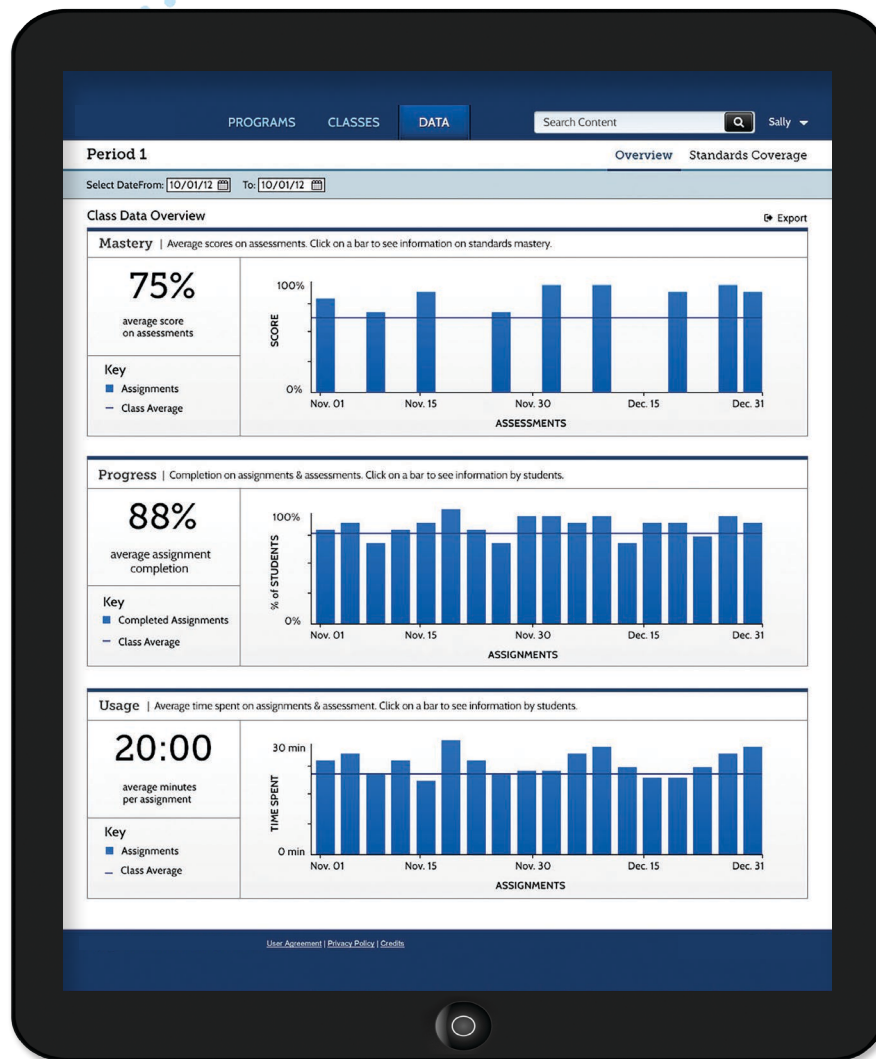 PROGRAMS CLASSES DATA Search Content Sally
Period 1 Overview Standards Coverage
Select DateFrom: 10/01/12 To: 10/01/12
Class Data Overview Export
Mastery | Average scores on assessments. Click on a bar to see information on standards mastery.
75%
average score
on assessments
Key
Assignments
Class Average
SCORE
100%
0%
Nov. 01 Nov. 15 Nov. 30 Dec. 15 Dec. 31
ASSESSMENTS
Progress | Completion on assignments & assessments. Click on a bar to see information by students.
88%
average assignment
completion
Key
Completed Assignments
Class Average
% of STUDENTS
100%
0%
Nov. 01 Nov. 15 Nov. 30 Dec. 15 Dec. 31
ASSIGNMENTS
Usage | Average time spent on assignments & assessment. Click on a bar to see information by students.
20:00
average minutes
per assignment
Key
Assignments
Class Average
TIME SPENT
30 min
0 min
Nov. 01 Nov. 15 Nov. 30 Dec. 15 Dec. 31
ASSIGNMENTS
User Agreement | Privacy Policy | Credits